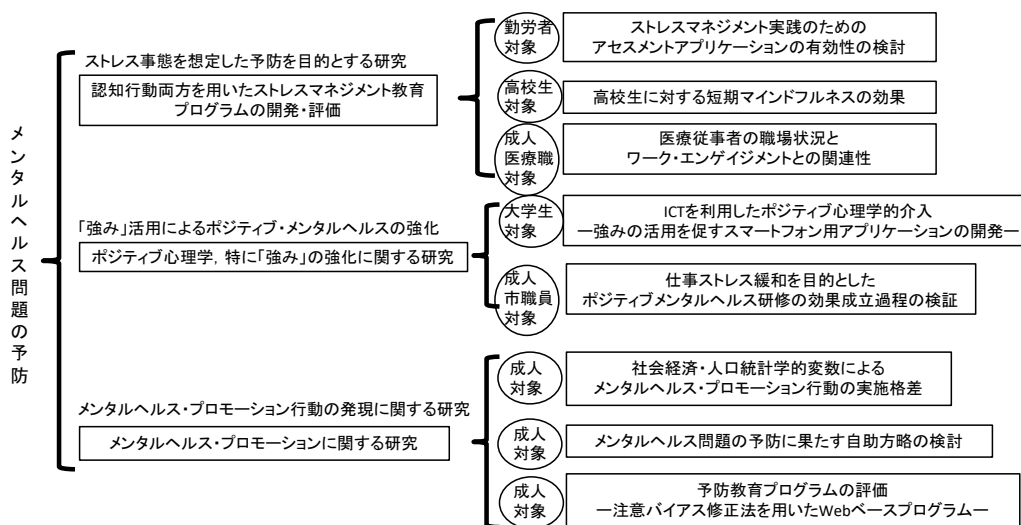 メンタルヘルス問題の予防
ストレス事態を想定した予防を目的とする研究
認知行動両方を用いたストレスマネジメント教育
プログラムの開発・評価
勤労者
対象
ストレスマネジメント実践のための
アセスメントアプリケーションの有効性の検討
高校生
対象
高校生に対する短期マインドフルネスの効果
成人
医療職
対象
医療従事者の職場状況と
ワーク・エンゲイジメントとの関連性
「強み」活用によるポジティブ・メンタルヘルスの強化
ポジティブ心理学，特に「強み」の強化に関する研究
大学生
対象
ICTを利用したポジティブ心理学的介入
ー強みの活用を促すスマートフォン用アプリケーションの開発ー
成人
市職員
対象
仕事ストレス緩和を目的とした
ポジティブメンタルヘルス研修の効果成立過程の検証
メンタルヘルス・プロモーション行動の発現に関する研究
メンタルヘルス・プロモーションに関する研究
成人
対象
社会経済・人口統計学的変数による
メンタルヘルス・プロモーション行動の実施格差
成人
対象
メンタルヘルス問題の予防に果たす自助方略の検討
成人
対象
予防教育プログラムの評価
ー注意バイアス修正法を用いたWebベースプログラムー